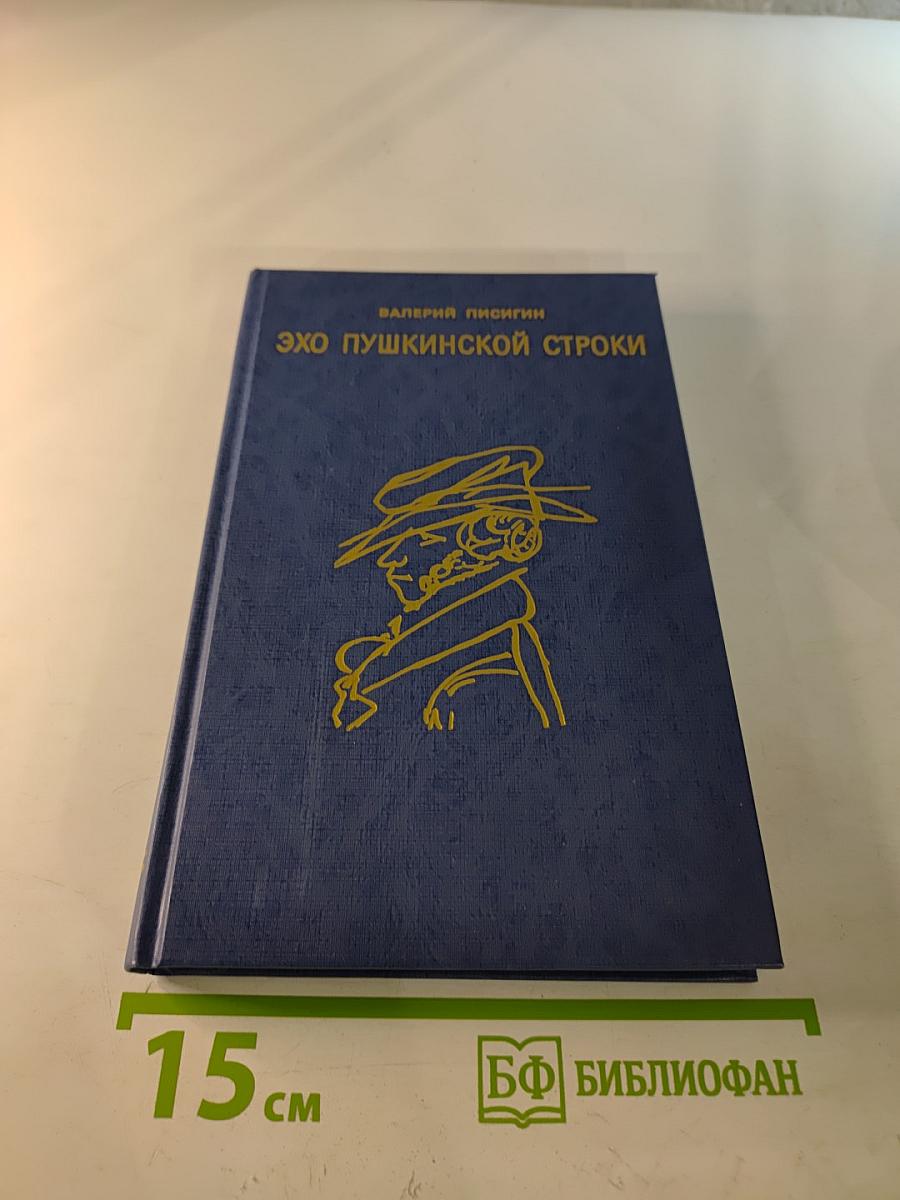 ВАЛЕРИЙ ПИСИГИН
ЭХО ПУШКИНСКОЙ СТРОКИ
15 см
БФ БИБЛИОФАН